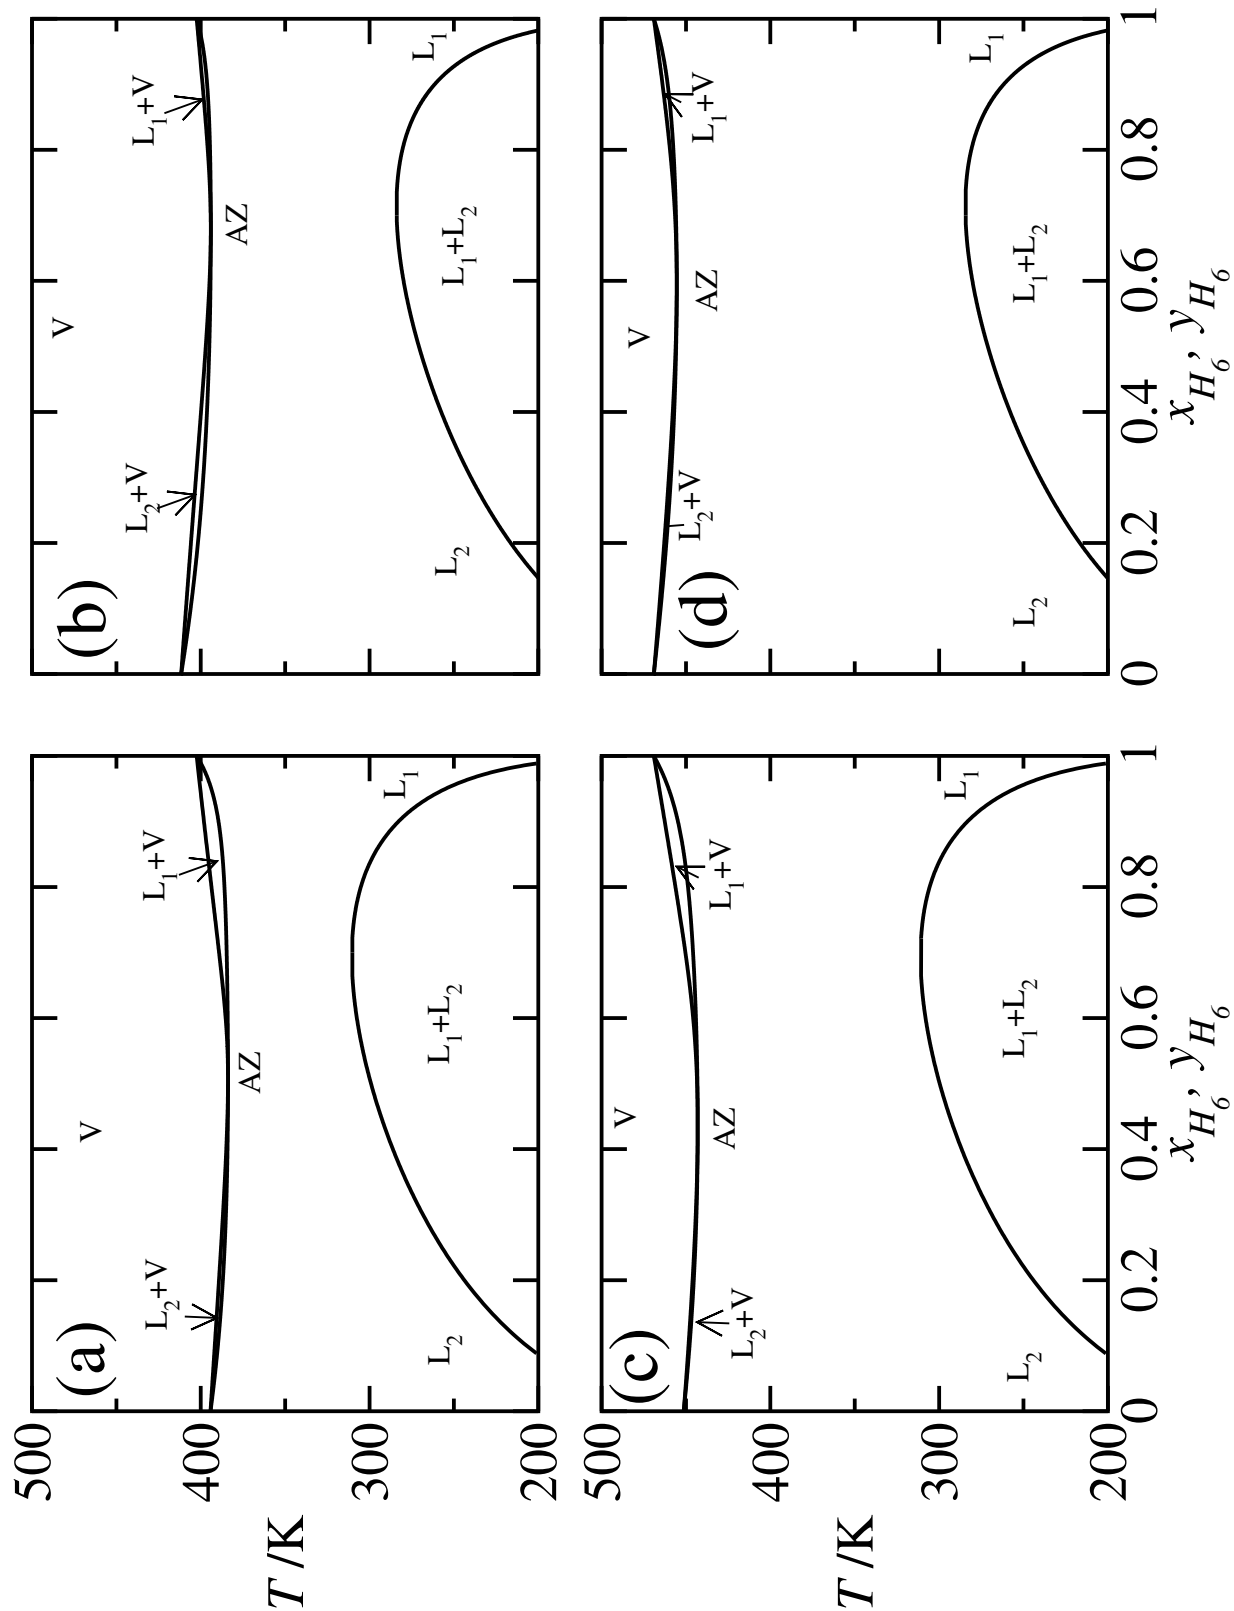 (a)
V
L2+V
L1+V
AZ
L1+L2
L2
L1
500
400
300
200
T /K
(b)
V
L2+V
L1+V
AZ
L1+L2
L2
L1
(c)
V
L2+V
L1+V
AZ
L1+L2
L2
L1
500
400
300
200
T /K
0 0.2 0.4 0.6 0.8 1
xH6, yH6
(d)
V
L2+V
L1+V
AZ
L1+L2
L2
L1
0 0.2 0.4 0.6 0.8 1
xH6, yH6